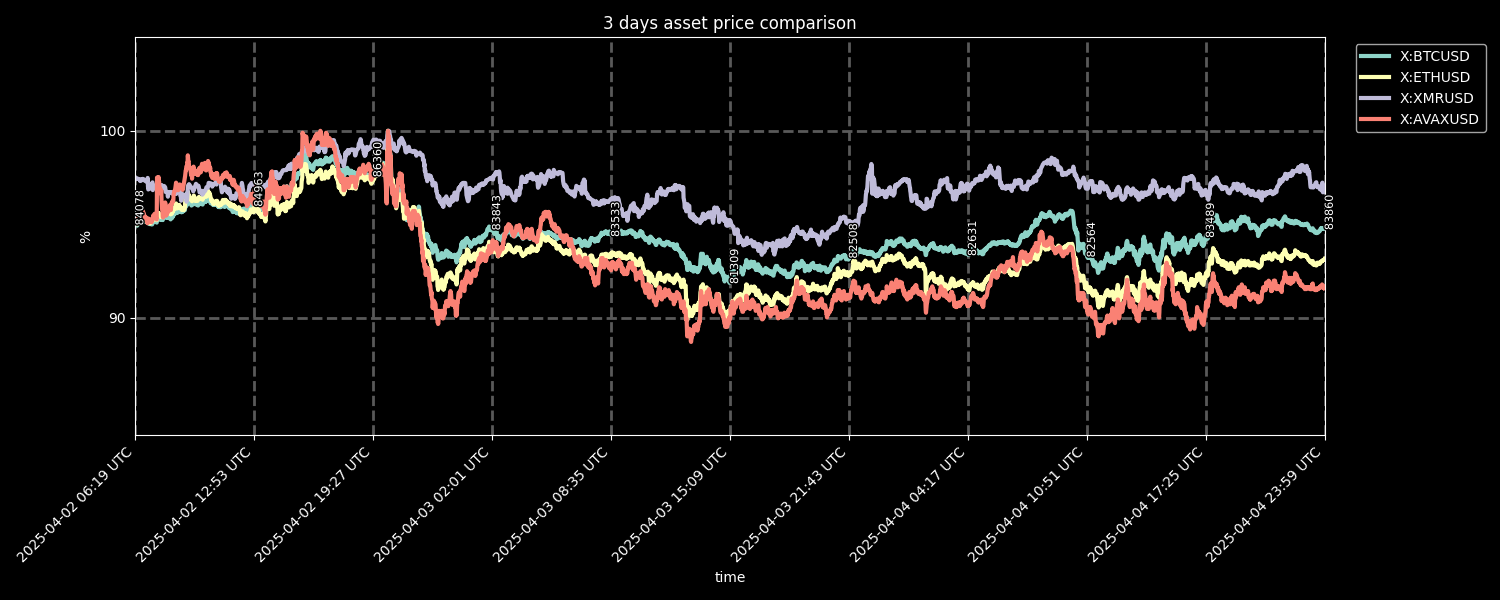 3 days asset price comparison
X:BTCUSD
X:ETHUSD
X:XMRUSD
X:AVAXUSD
100
90
%
84078
84963
86360
83843
83533
81309
82508
82631
82564
83489
83860
2025-04-02 06:19 UTC
2025-04-02 12:53 UTC
2025-04-02 19:27 UTC
2025-04-03 02:01 UTC
2025-04-03 08:35 UTC
2025-04-03 15:09 UTC
2025-04-03 21:43 UTC
2025-04-04 04:17 UTC
2025-04-04 10:51 UTC
2025-04-04 17:25 UTC
2025-04-04 23:59 UTC
time